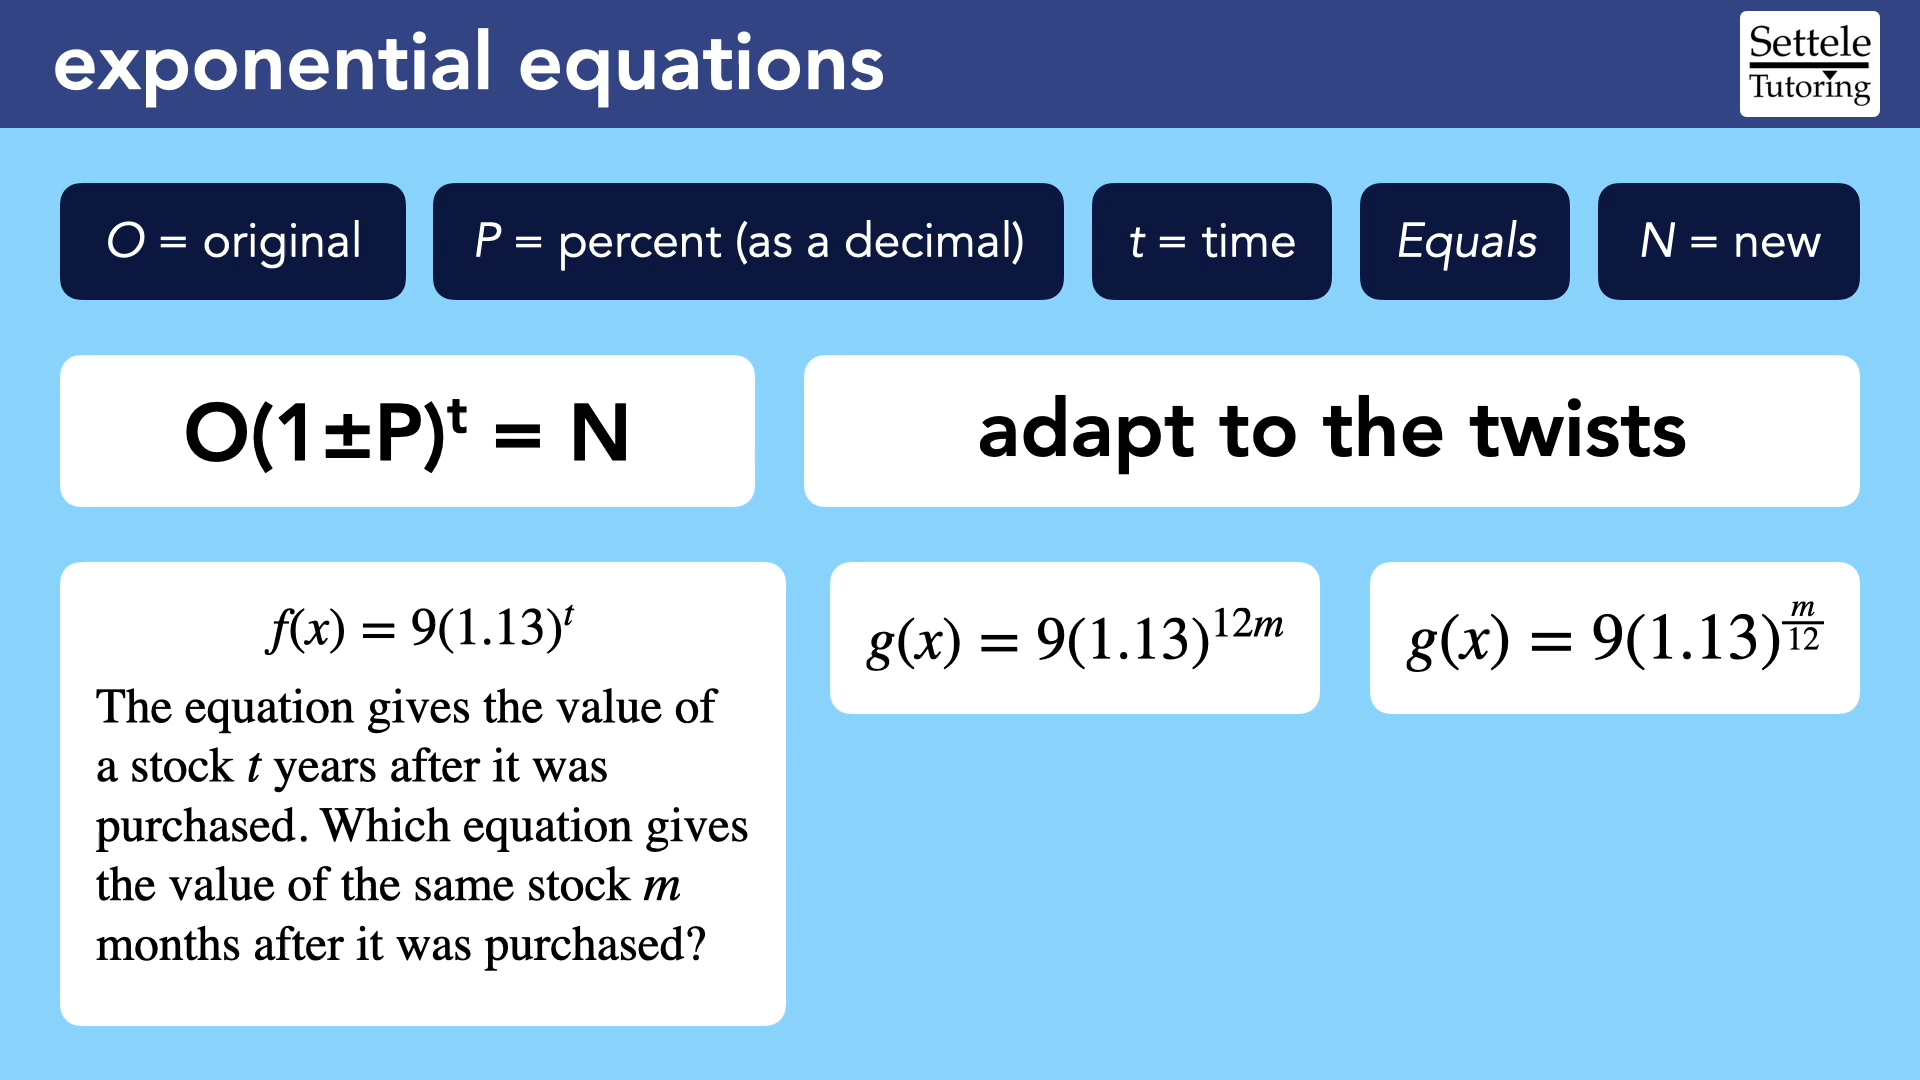 exponential equations
Settele
Tutoring
O = original
P = percent (as a decimal)
t = time
Equals
N = new
O(1±P)ᵗ = N
adapt to the twists
f(x) = 9(1.13)ᵗ
The equation gives the value of
a stock t years after it was
purchased. Which equation gives
the value of the same stock m
months after it was purchased?
g(x) = 9(1.13)^{12m}
g(x) = 9(1.13)^{m/12}